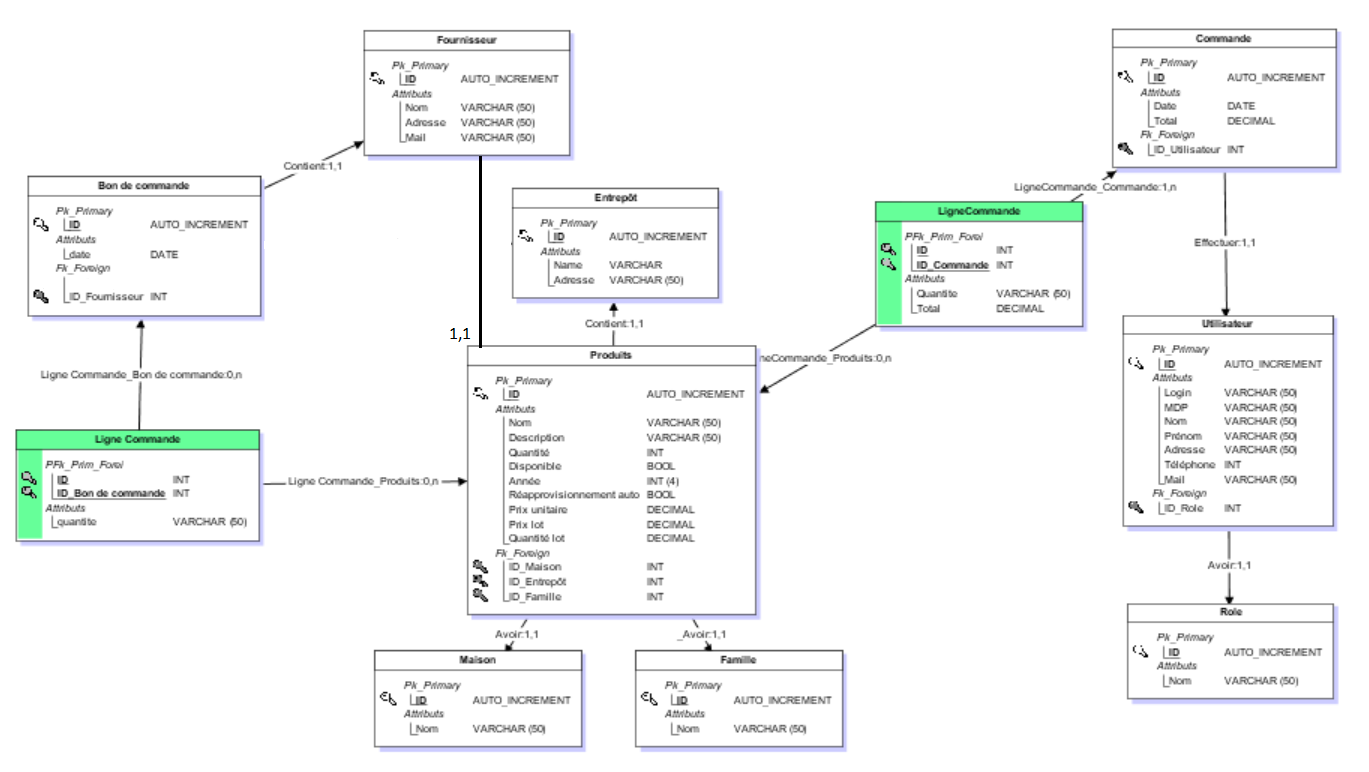 Fournisseur
Pk_Primary
ID AUTO_INCREMENT
Attributs
Nom VARCHAR (50)
Adresse VARCHAR (50)
Mail VARCHAR (50)
Commande
Pk_Primary
ID AUTO_INCREMENT
Attributs
Date DATE
Total DECIMAL
Fk_Foreign
ID_Utilisateur INT
Contient:1,1
Bon de commande
Pk_Primary
ID AUTO_INCREMENT
Attributs
date DATE
Fk_Foreign
ID_Fournisseur INT
Entrepôt
Pk_Primary
ID AUTO_INCREMENT
Attributs
Name VARCHAR
Adresse VARCHAR (50)
LigneCommande_Commande:1,n
LigneCommande
PFk_Prim_Forei
ID INT
ID_Commande INT
Attributs
Quantite VARCHAR (50)
Total DECIMAL
Effectuer:1,1
1,1
Contient:1,1
neCommande_Produits:0,n
Utilisateur
Pk_Primary
ID AUTO_INCREMENT
Attributs
Login VARCHAR (50)
MDP VARCHAR (50)
Nom VARCHAR (50)
Prénom VARCHAR (50)
Adresse VARCHAR (50)
Téléphone INT
Mail VARCHAR (50)
Fk_Foreign
ID_Role INT
Ligne Commande_Bon de commande:0,n
Produits
Pk_Primary
ID AUTO_INCREMENT
Attributs
Nom VARCHAR (50)
Description VARCHAR (50)
Quantité INT
Disponible BOOL
Année INT (4)
Réapprovisionnement auto BOOL
Prix unitaire DECIMAL
Prix lot DECIMAL
Quantité lot DECIMAL
Fk_Foreign
ID_Maison INT
ID_Entrepôt INT
ID_Famille INT
Ligne Commande
PFk_Prim_Forei
ID INT
ID_Bon de commande INT
Attributs
quantite VARCHAR (50)
Ligne Commande_Produits:0,n
Avoir:1,1
Avoir:1,1
_Avoir:1,1
Maison
Pk_Primary
ID AUTO_INCREMENT
Attributs
Nom VARCHAR (50)
Famille
Pk_Primary
ID AUTO_INCREMENT
Attributs
Nom VARCHAR (50)
Role
Pk_Primary
ID AUTO_INCREMENT
Attributs
Nom VARCHAR (50)